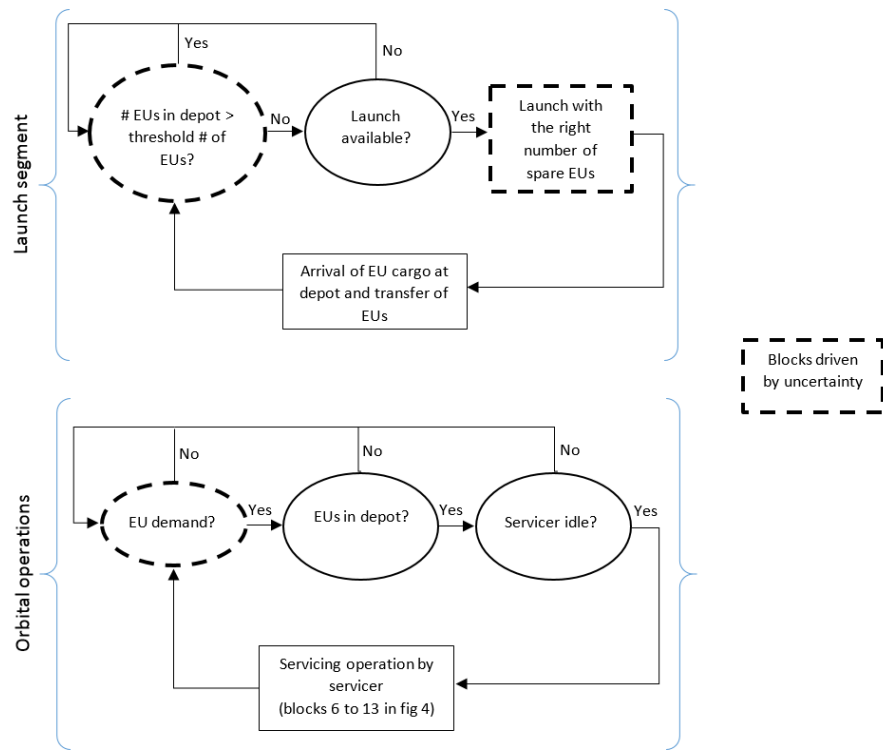 Launch segment
Yes
No
# EUs in depot >
threshold # of
EUs?
No
Launch
available?
Yes
Launch with
the right
number of
spare EUs
Arrival of EU cargo at
depot and transfer of
EUs
Blocks driven
by uncertainty
Orbital operations
No
No
No
EU demand?
Yes
EUs in depot?
Yes
Servicer idle?
Yes
Servicing operation by
servicer
(blocks 6 to 13 in fig 4)